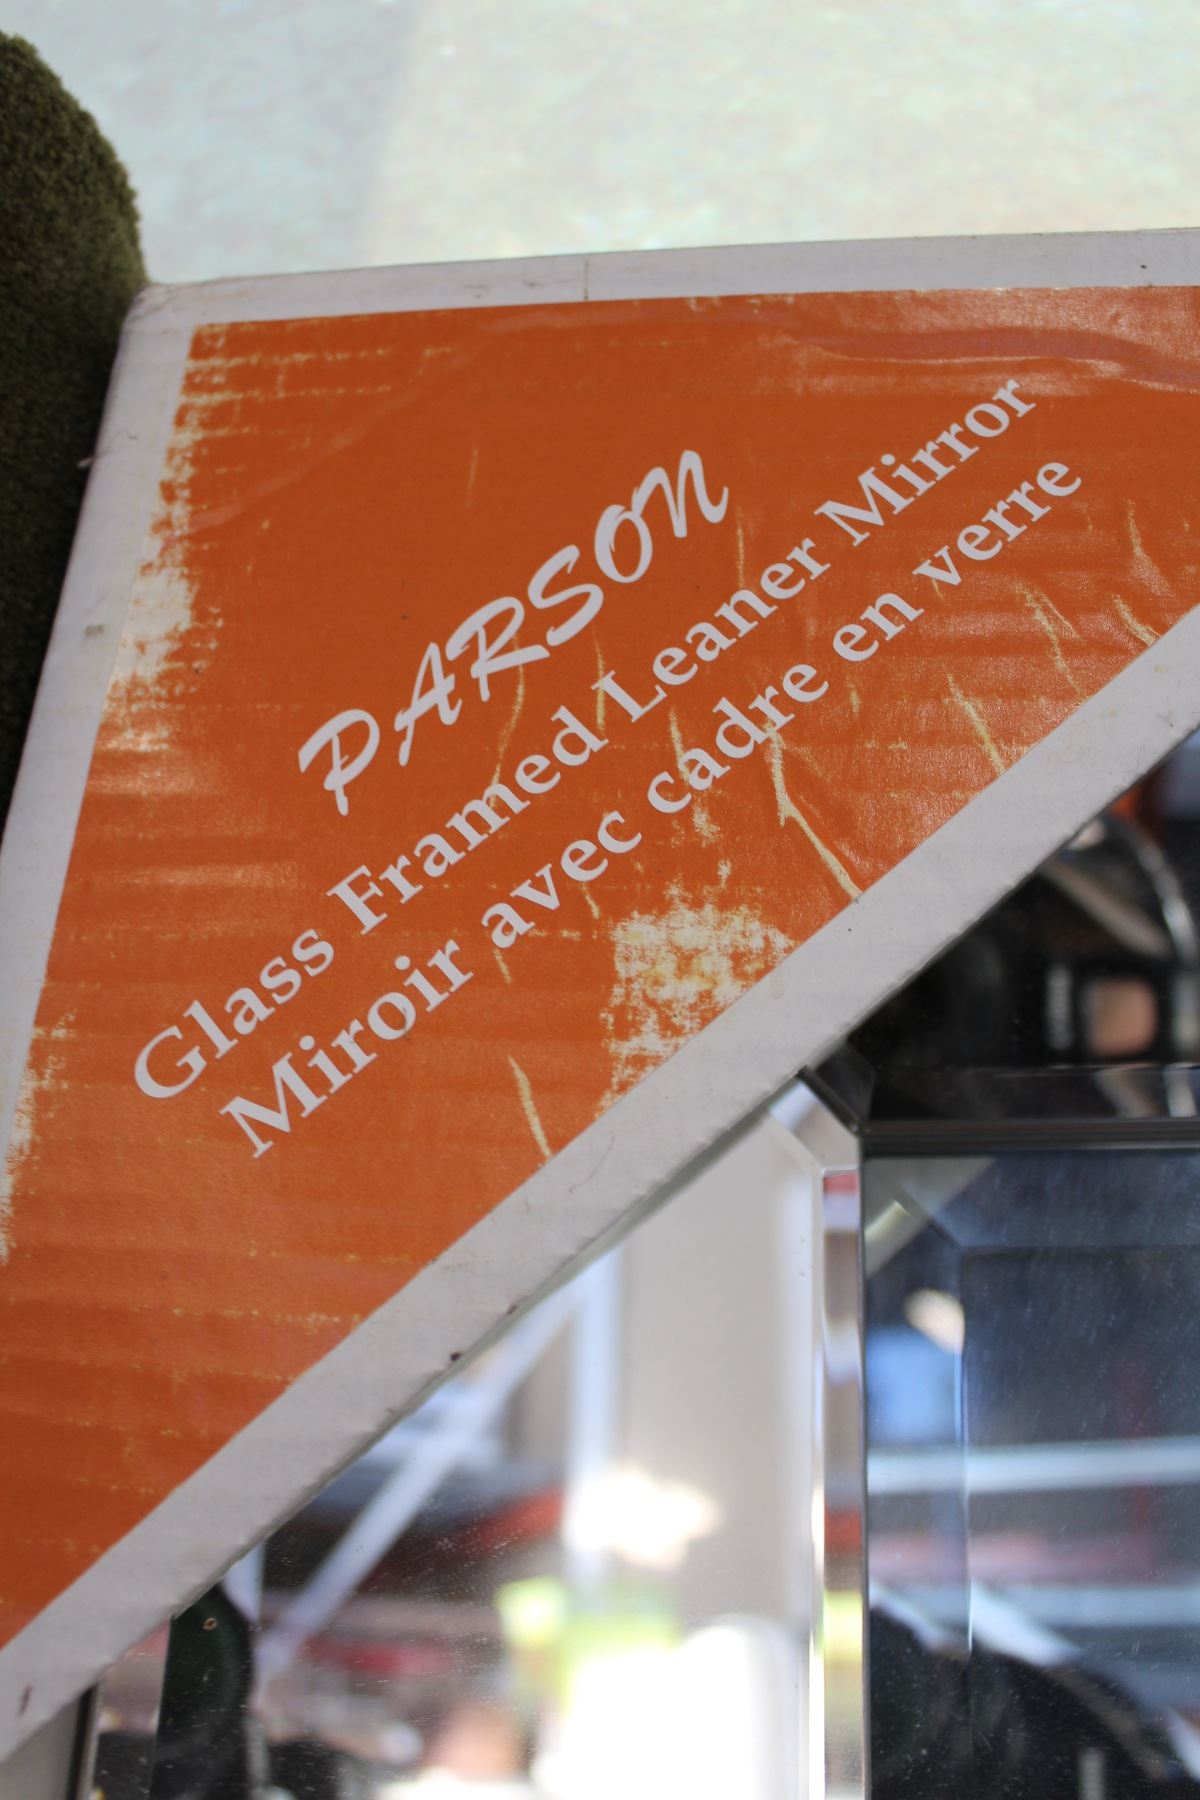 PARSON
Glass Framed Leaner Mirror
Miroir avec cadre en verre